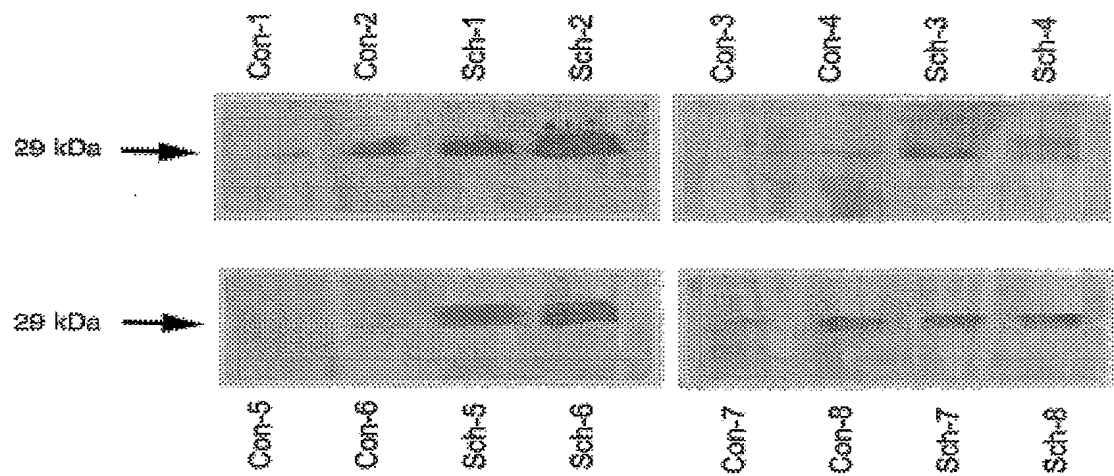 Con-1 Con-2 Sch-1 Sch-2 Con-3 Con-4 Sch-3 Sch-4
29 kDa
29 kDa
Con-5 Con-6 Sch-5 Sch-6 Con-7 Con-8 Sch-7 Sch-8